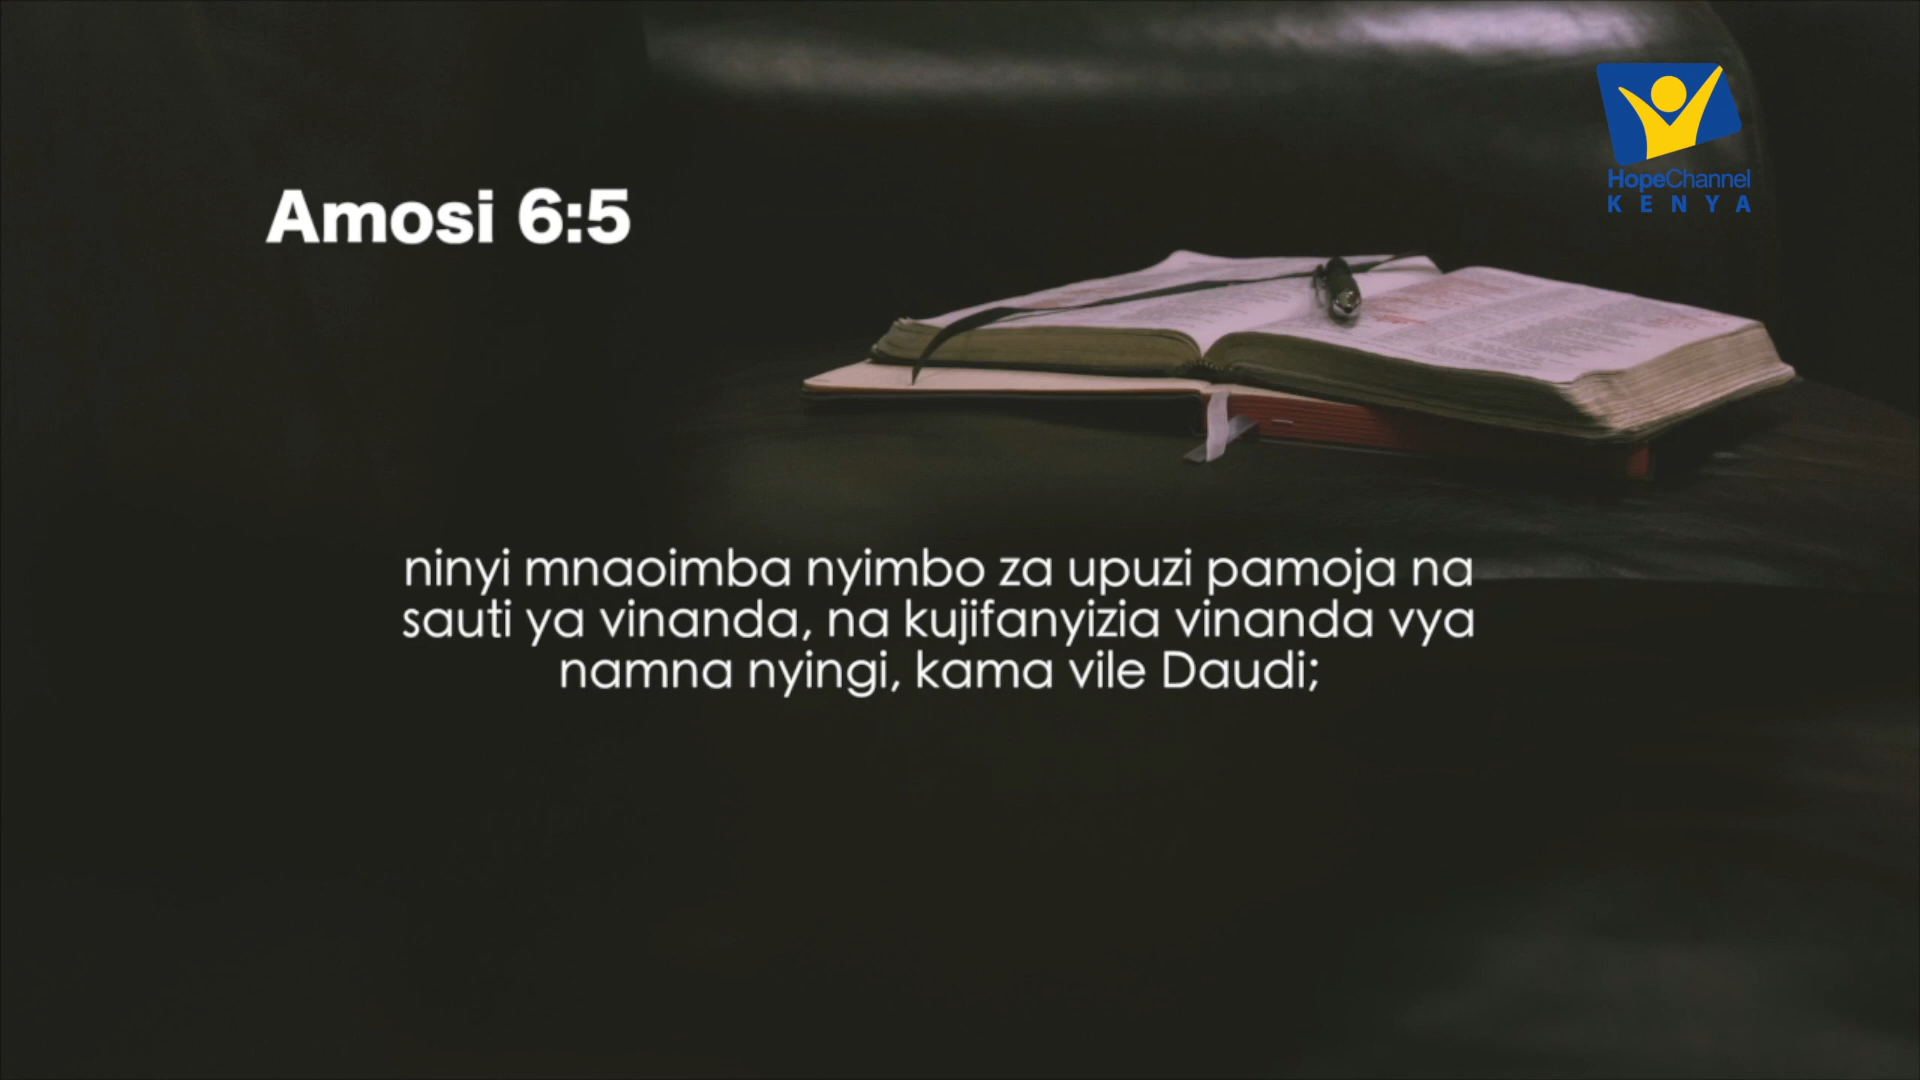 HopeChannel
KENYA
Amosi 6:5
ninyi mnaoimba nyimbo za upuzi pamoja na
sauti ya vinanda, na kujifanyizia vinanda vya
namna nyingi, kama vile Daudi;